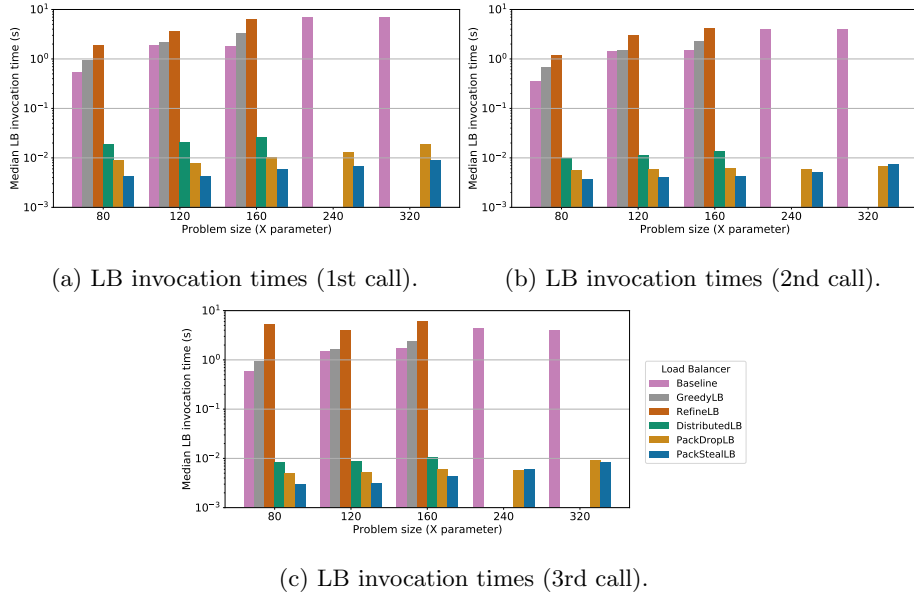 Median LB invocation time (s)
10^1
10^0
10^-1
10^-2
10^-3
80 120 160 240 320
Problem size (X parameter)
(a) LB invocation times (1st call).
Median LB invocation time (s)
10^1
10^0
10^-1
10^-2
10^-3
80 120 160 240 320
Problem size (X parameter)
(b) LB invocation times (2nd call).
Median LB invocation time (s)
10^1
10^0
10^-1
10^-2
10^-3
80 120 160 240 320
Problem size (X parameter)
Load Balancer
Baseline
GreedyLB
RefineLB
DistributedLB
PackDropLB
PackStealLB
(c) LB invocation times (3rd call).